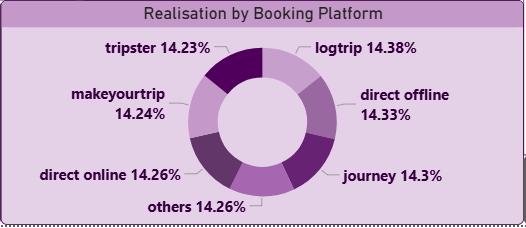 Realisation by Booking Platform
tripster 14.23%
logtrip 14.38%
makeyourtrip
14.24%
direct offline
14.33%
direct online 14.26%
journey 14.3%
others 14.26%